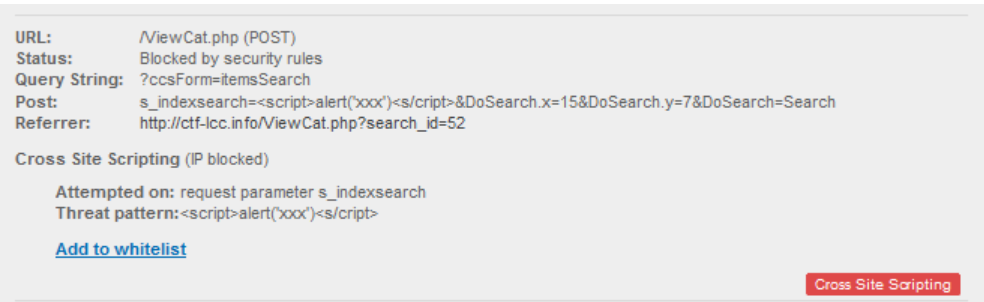 URL: /ViewCat.php (POST)
Status: Blocked by security rules
Query String: ?ccsForm=itemsSearch
Post: s_indexsearch=<script>alert('xxx')<s/cript>&DoSearch.x=15&DoSearch.y=7&DoSearch=Search
Referrer: http://ctf-lcc.info/ViewCat.php?search_id=52
Cross Site Scripting (IP blocked)
Attempted on: request parameter s_indexsearch
Threat pattern:<script>alert('xxx')<s/cript>
Add to whitelist
Cross Site Scripting